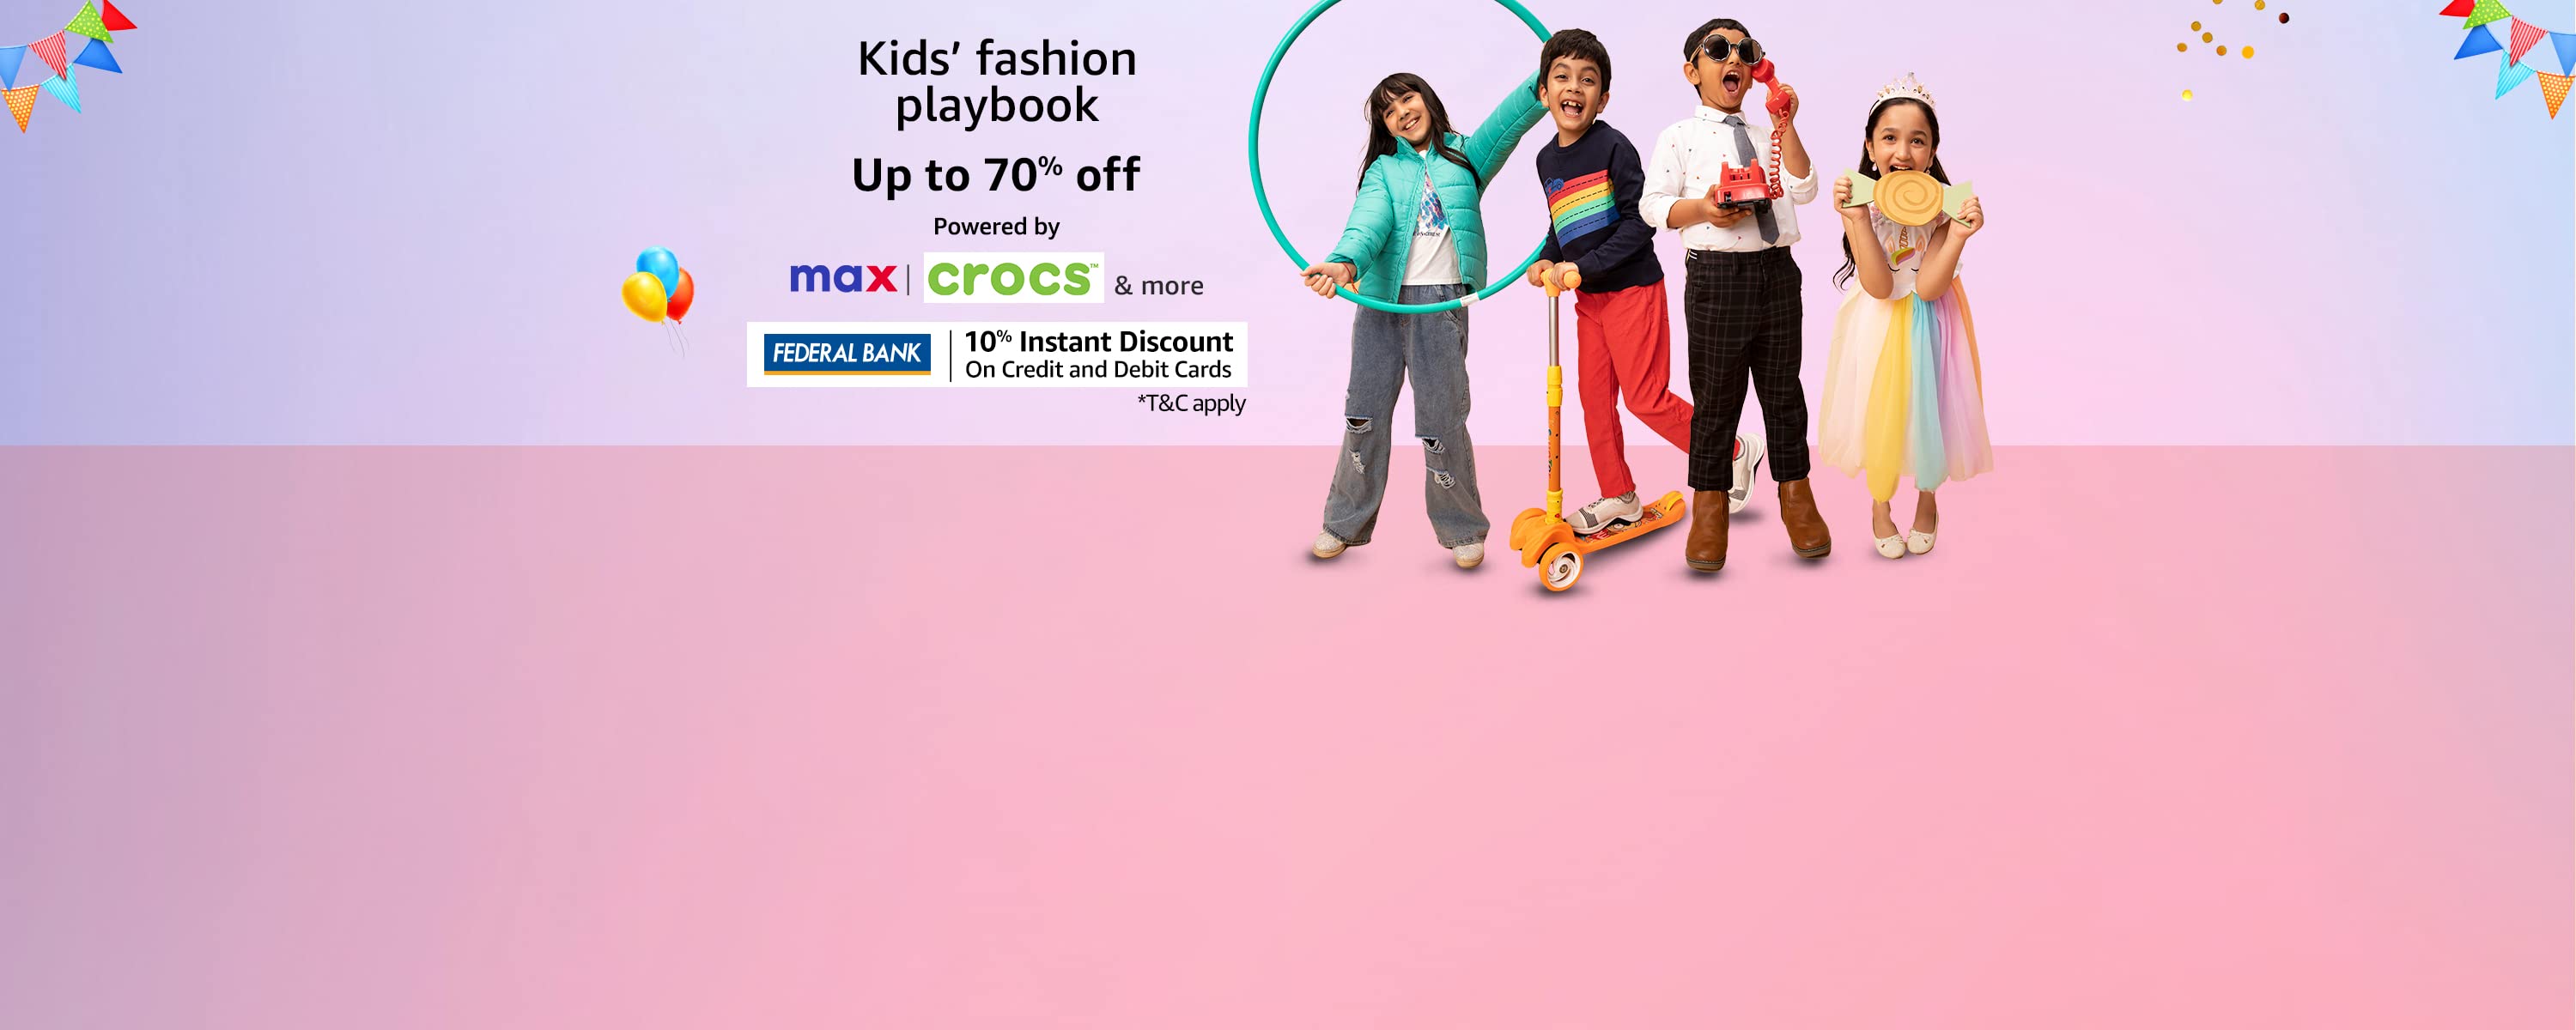 Kids’ fashion
playbook
Up to 70% off
Powered by
max | crocs™ & more
FEDERAL BANK | 10% Instant Discount
On Credit and Debit Cards
*T&C apply